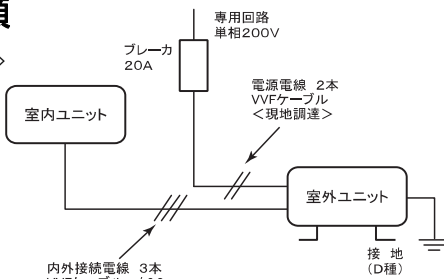 専用回路
単相200V
ブレーカ
20A
電源電線 2本
VVFケーブル
<現地調達>
室内ユニット
室外ユニット
接 地
(D種)
内外接続電線 3本